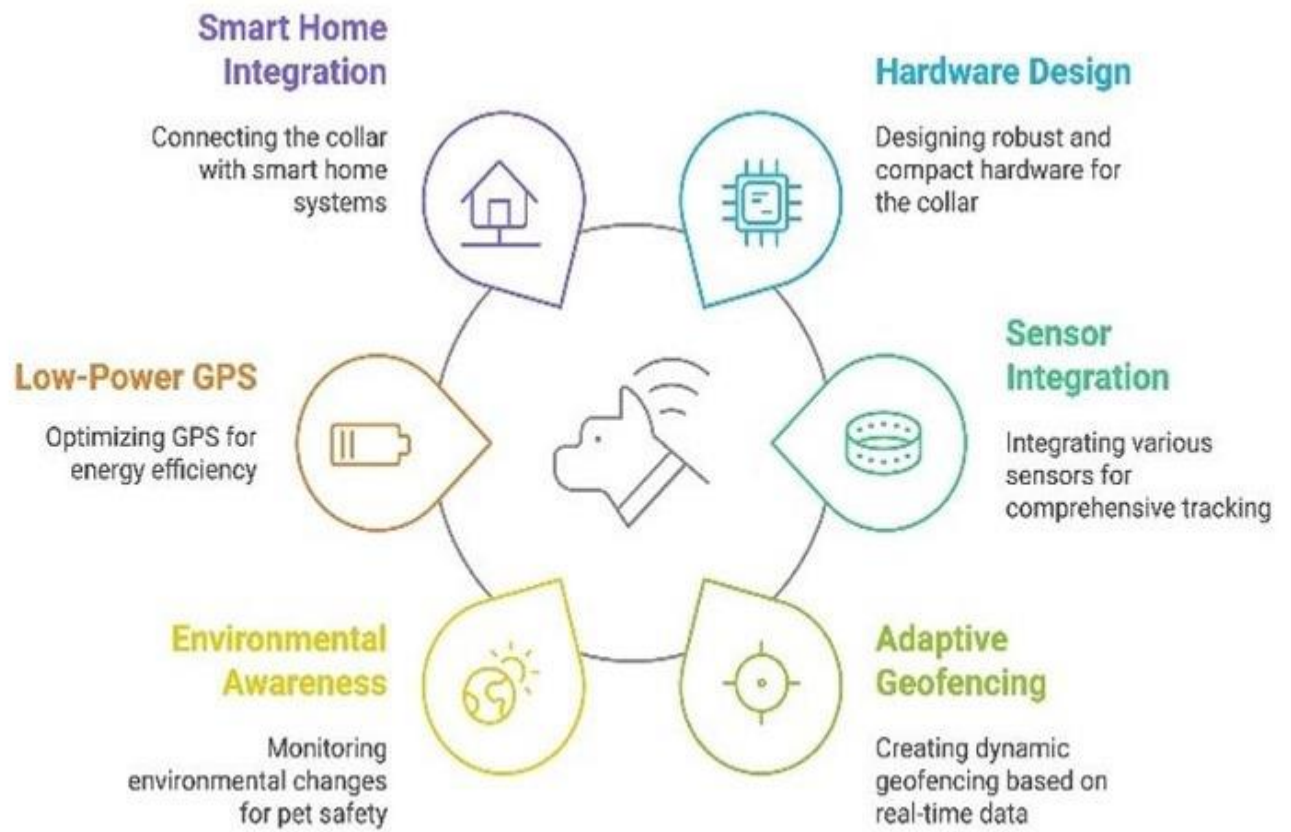 Smart Home
Integration
Connecting the collar
with smart home
systems
Hardware Design
Designing robust and
compact hardware for
the collar
Low-Power GPS
Optimizing GPS for
energy efficiency
Sensor
Integration
Integrating various
sensors for
comprehensive tracking
Environmental
Awareness
Monitoring
environmental changes
for pet safety
Adaptive
Geofencing
Creating dynamic
geofencing based on
real-time data